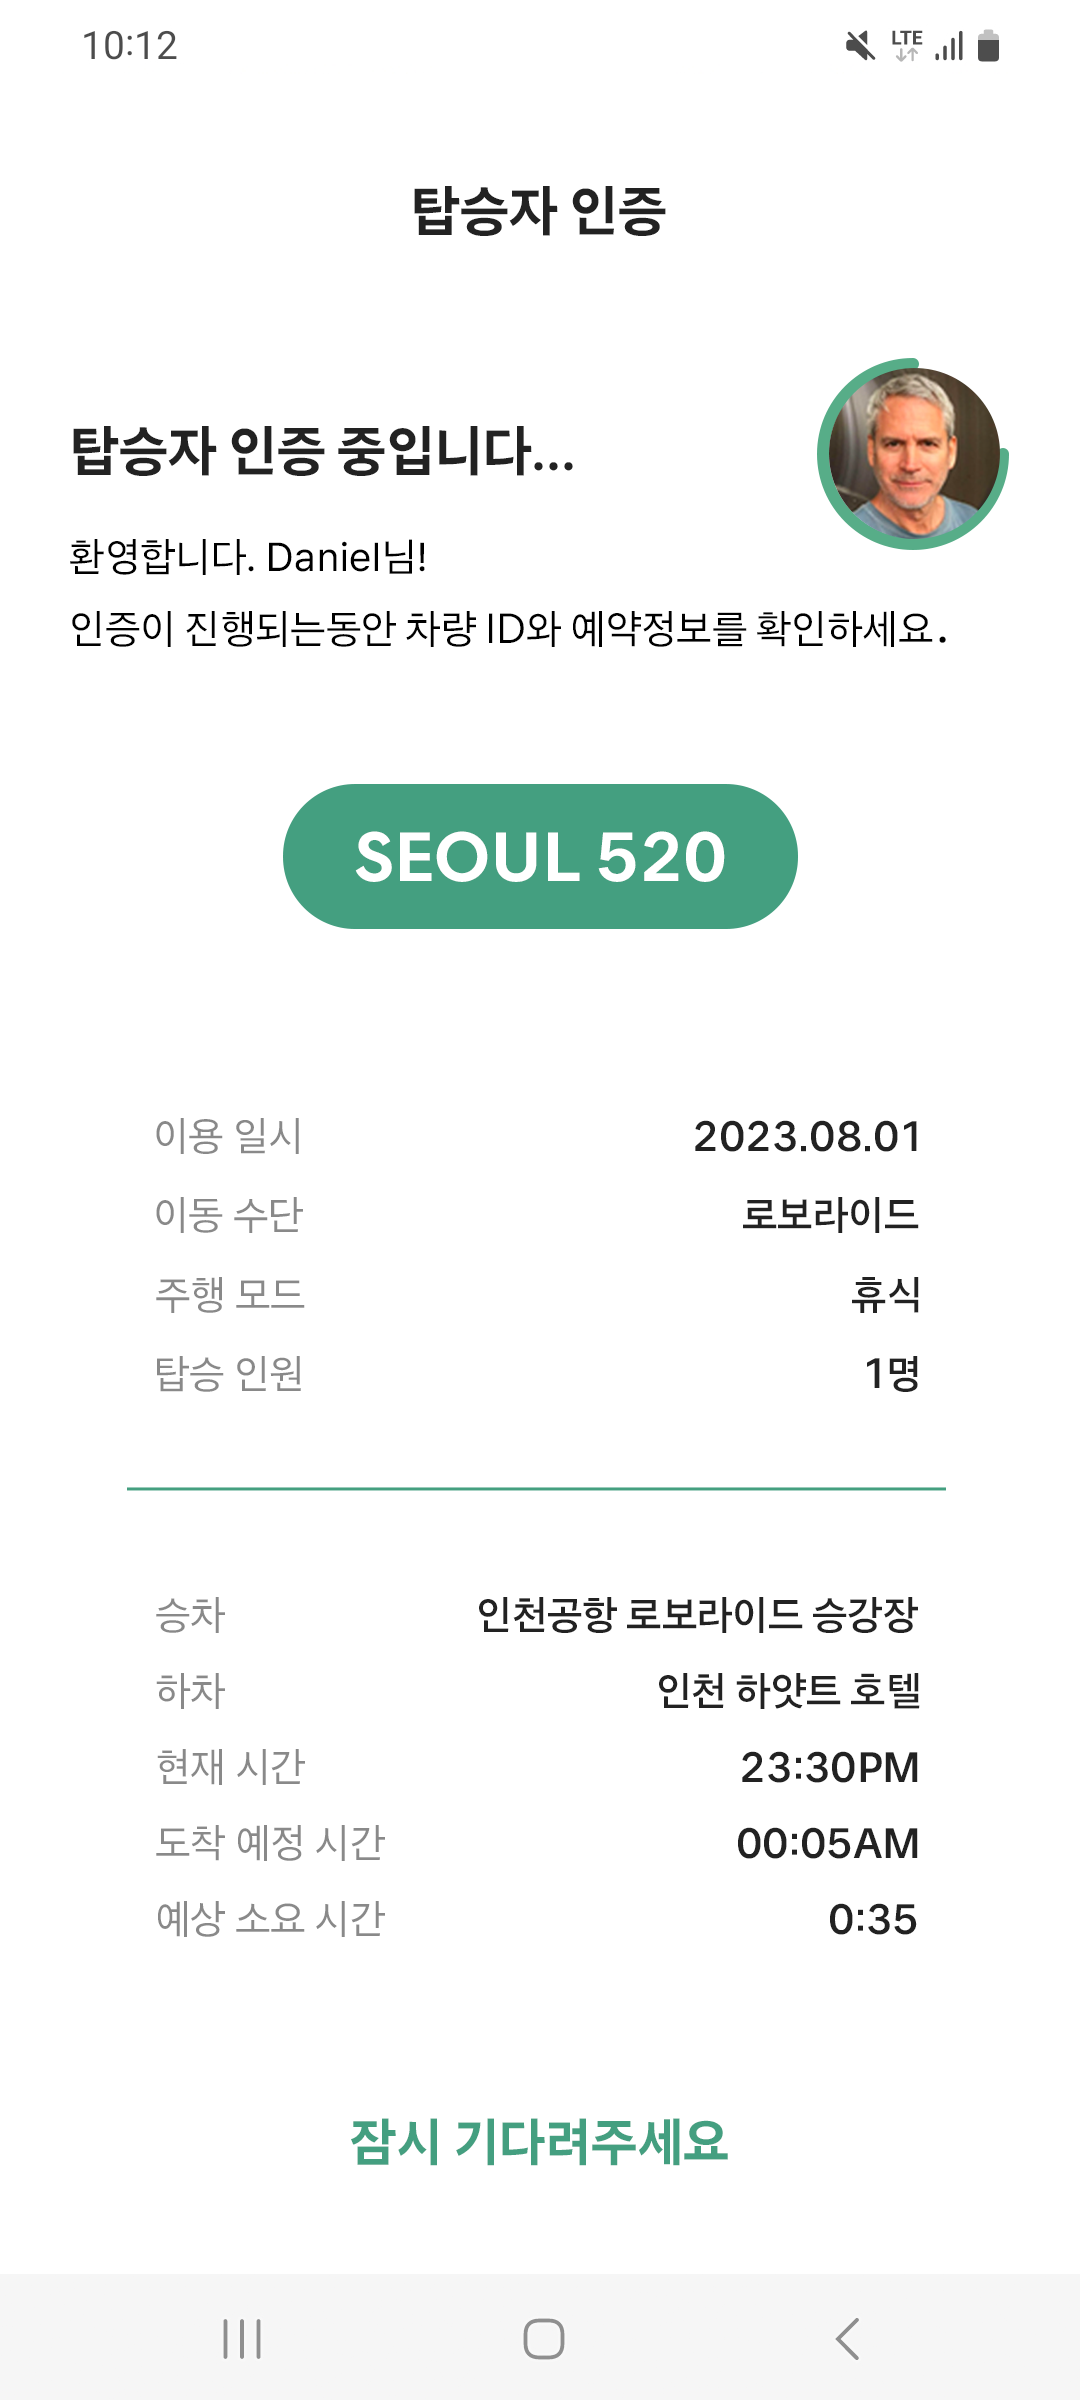 10:12
LTE
탑승자 인증
탑승자 인증 중입니다...
환영합니다. Daniel님!
인증이 진행되는동안 차량 ID와 예약정보를 확인하세요.
SEOUL 520
이용 일시 2023.08.01
이동 수단 로보라이드
주행 모드 휴식
탑승 인원 1명
승차 인천공항 로보라이드 승강장
하차 인천 하얏트 호텔
현재 시간 23:30PM
도착 예정 시간 00:05AM
예상 소요 시간 0:35
잠시 기다려주세요